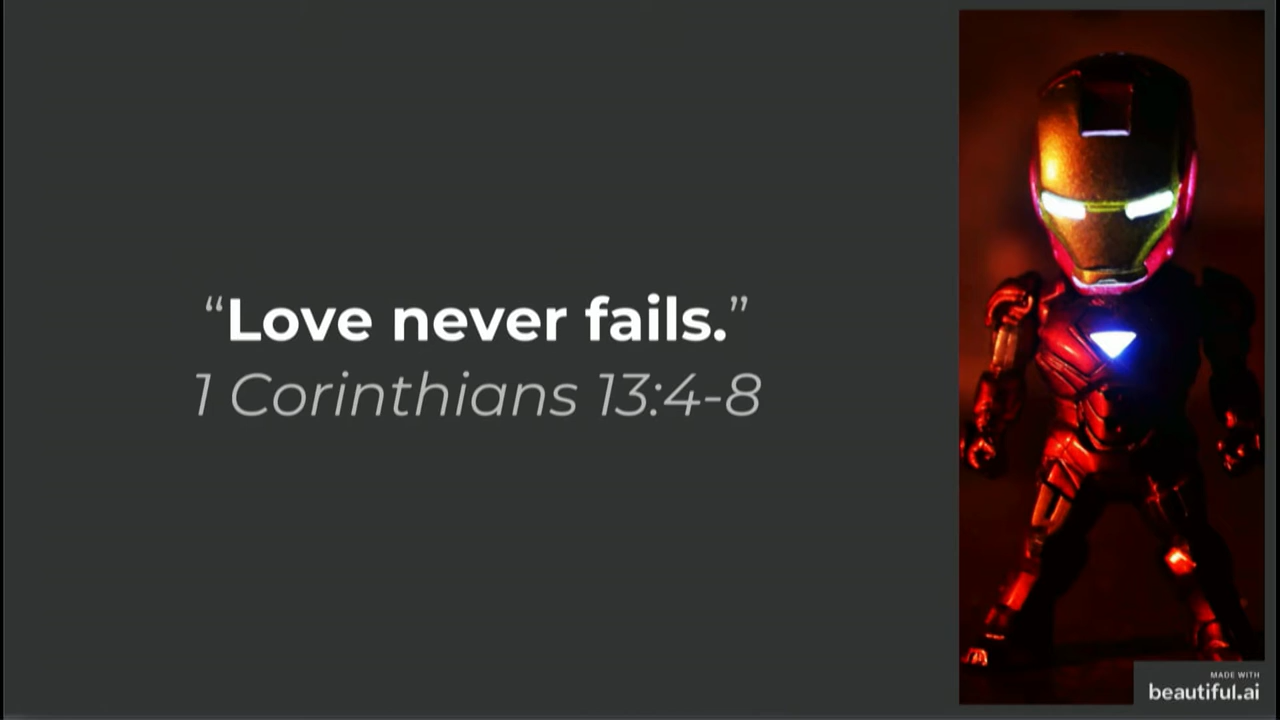 “Love never fails.”
1 Corinthians 13:4-8
MADE WITH
beautiful.ai